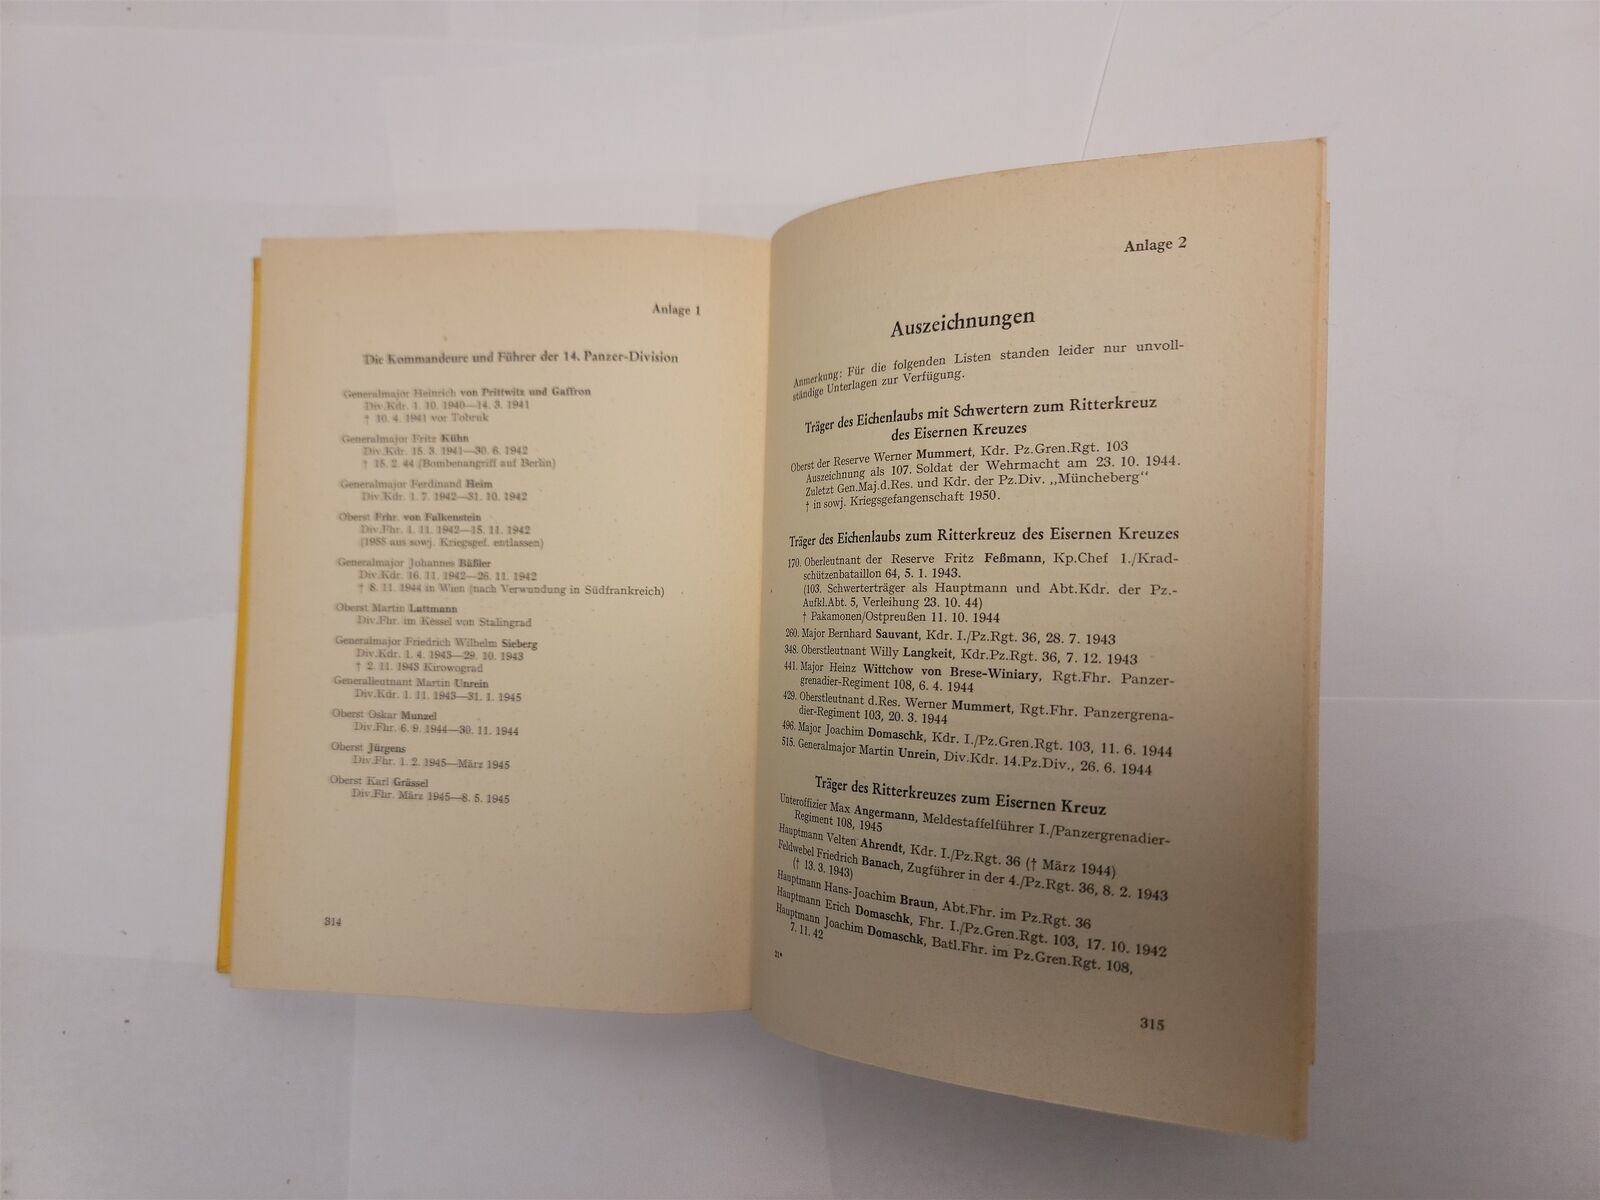 Anlage 1
Die Kommandeure und Führer der 14. Panzer-Division
Generalmajor Heinrich von Prittwitz und Gaffron
Div.Kdr. 1. 10. 1940—14. 3. 1941
† 10. 4. 1941 vor Tobruk
Generalmajor Fritz Kühn
Div.Kdr. 15. 3. 1941—30. 6. 1942
† 15. 2. 44 (Bombenangriff auf Berlin)
Generalmajor Ferdinand Heim
Div.Kdr. 1. 7. 1942—31. 10. 1942
Oberst Frhr. von Falkenstein
Div.Fhr. 1. 11. 1942—15. 11. 1942
(1955 aus sowj. Kriegsgef. entlassen)
Generalmajor Johannes Bäßler
Div.Kdr. 16. 11. 1942—26. 11. 1942
† 8. 11. 1944 in Wien (nach Verwundung in Südfrankreich)
Oberst Martin Lattmann
Div.Fhr. im Kessel von Stalingrad
Generalmajor Friedrich Wilhelm Sieberg
Div.Kdr. 1. 4. 1943—29. 10. 1943
† 2. 11. 1943 Kirowograd
Generalleutnant Martin Unrein
Div.Kdr. 1. 11. 1943—31. 1. 1945
Oberst Oskar Munzel
Div.Fhr. 6. 9. 1944—30. 11. 1944
Oberst Jürgens
Div.Fhr. 1. 2. 1945—März 1945
Oberst Karl Grässel
Div.Fhr. März 1945—8. 5. 1945
314
Anlage 2
Auszeichnungen
Anmerkung: Für die folgenden Listen standen leider nur unvoll-
ständige Unterlagen zur Verfügung.
Träger des Eichenlaubs mit Schwertern zum Ritterkreuz
des Eisernen Kreuzes
Oberst der Reserve Werner Mummert, Kdr. Pz.Gren.Rgt. 103
Auszeichnung als 107. Soldat der Wehrmacht am 23. 10. 1944.
Zuletzt Gen.Maj.d.Res. und Kdr. der Pz.Div. „Müncheberg“
† in sowj. Kriegsgefangenschaft 1950.
Träger des Eichenlaubs zum Ritterkreuz des Eisernen Kreuzes
170. Oberleutnant der Reserve Fritz Feßmann, Kp.Chef 1./Krad-
schützenbataillon 64, 5. 1. 1943.
(103. Schwerterträger als Hauptmann und Abt.Kdr. der Pz.-
Aufkl.Abt. 5, Verleihung 23. 10. 44)
† Pakamonen/Ostpreußen 11. 10. 1944
260. Major Bernhard Sauvant, Kdr. I./Pz.Rgt. 36, 28. 7. 1943
348. Oberstleutnant Willy Langkeit, Kdr.Pz.Rgt. 36, 7. 12. 1943
441. Major Heinz Wittchow von Brese-Winiary, Rgt.Fhr. Panzer-
grenadier-Regiment 108, 6. 4. 1944
429. Oberstleutnant d.Res. Werner Mummert, Rgt.Fhr. Panzergrena-
dier-Regiment 103, 20. 3. 1944
496. Major Joachim Domaschk, Kdr. I./Pz.Gren.Rgt. 103, 11. 6. 1944
515. Generalmajor Martin Unrein, Div.Kdr. 14.Pz.Div., 26. 6. 1944
Träger des Ritterkreuzes zum Eisernen Kreuz
Unteroffizier Max Angermann, Meldestaffelführer I./Panzergrenadier-
Regiment 108, 1945
Hauptmann Velten Ahrendt, Kdr. I./Pz.Rgt. 36 († März 1944)
Feldwebel Friedrich Banach, Zugführer in der 4./Pz.Rgt. 36, 8. 2. 1943
(† 13. 3. 1943)
Hauptmann Hans-Joachim Braun, Abt.Fhr. im Pz.Rgt. 36
Hauptmann Erich Domaschk, Fhr. I./Pz.Gren.Rgt. 103, 17. 10. 1942
Hauptmann Joachim Domaschk, Batl.Fhr. im Pz.Gren.Rgt. 108,
7. 11. 42
21*
315